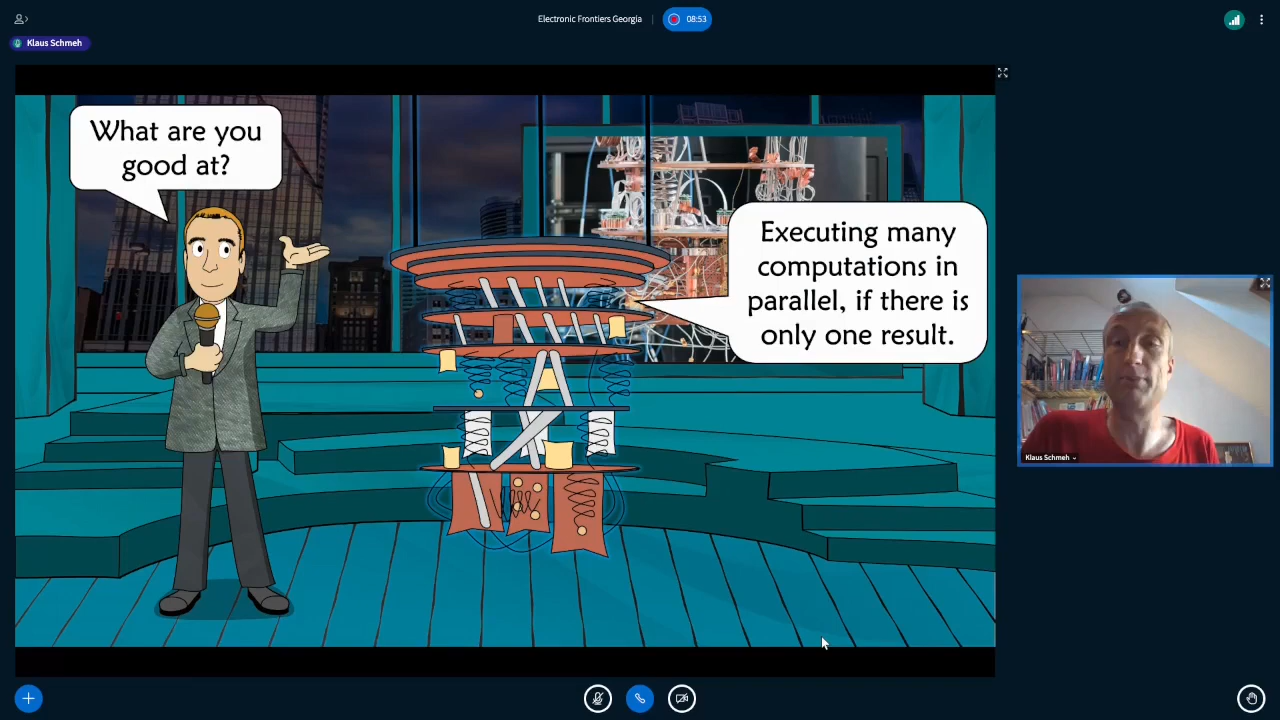 Electronic Frontiers Georgia
08:53
Klaus Schmeh
What are you
good at?
Executing many
computations in
parallel, if there is
only one result.
Klaus Schmeh